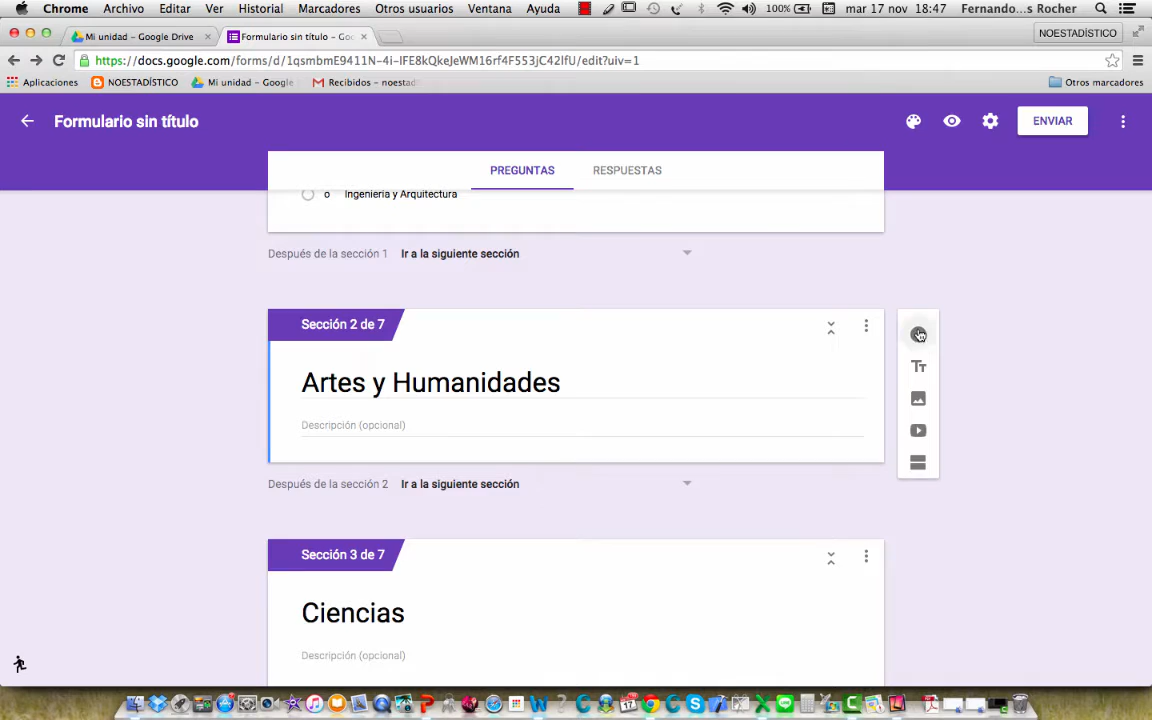 Chrome Archivo Editar Ver Historial Marcadores Otros usuarios Ventana Ayuda 100% mar 17 nov 18:47 Fernando...s Rocher
Mi unidad – Google Drive
Formulario sin título – Goo
NOESTADÍSTICO
https://docs.google.com/forms/d/1qsmbmE9411N-4i-IFE8kQkeJeWM16rf4F553jC42lfU/edit?uiv=1
Aplicaciones NOESTADÍSTICO Mi unidad – Google Recibidos – noestad Otros marcadores
Formulario sin título
ENVIAR
PREGUNTAS RESPUESTAS
o Ingeniería y Arquitectura
Después de la sección 1 Ir a la siguiente sección
Sección 2 de 7
Artes y Humanidades
Descripción (opcional)
Después de la sección 2 Ir a la siguiente sección
Sección 3 de 7
Ciencias
Descripción (opcional)